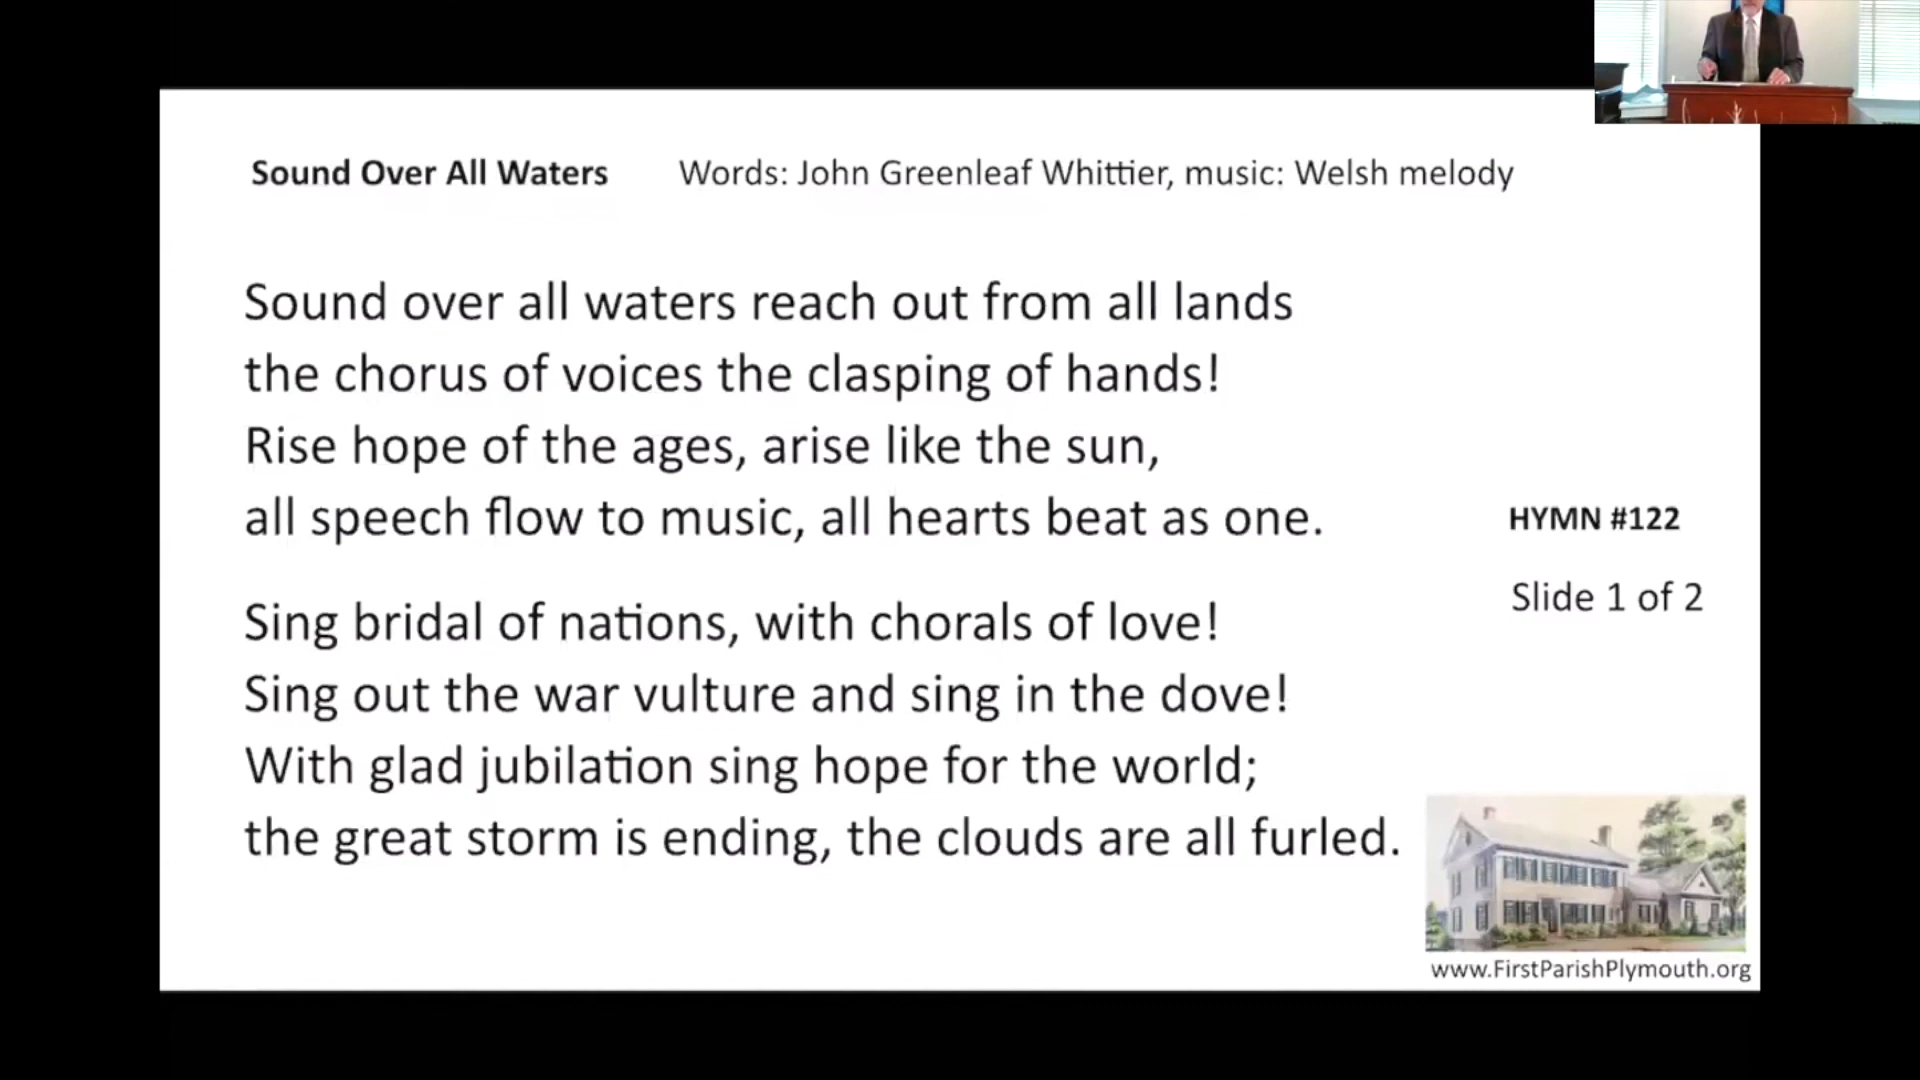 Sound Over All Waters Words: John Greenleaf Whittier, music: Welsh melody
Sound over all waters reach out from all lands
the chorus of voices the clasping of hands!
Rise hope of the ages, arise like the sun,
all speech flow to music, all hearts beat as one.
HYMN #122
Slide 1 of 2
Sing bridal of nations, with chorals of love!
Sing out the war vulture and sing in the dove!
With glad jubilation sing hope for the world;
the great storm is ending, the clouds are all furled.
www.FirstParishPlymouth.org